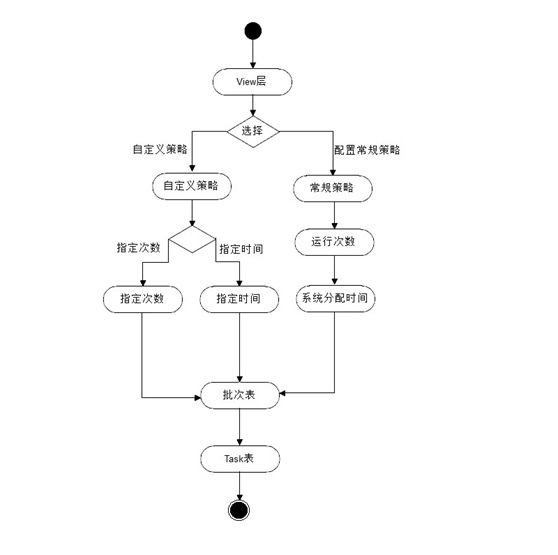 View层
选择
自定义策略
配置常规策略
自定义策略
常规策略
运行次数
指定次数
指定时间
指定次数
指定时间
系统分配时间
批次表
Task表